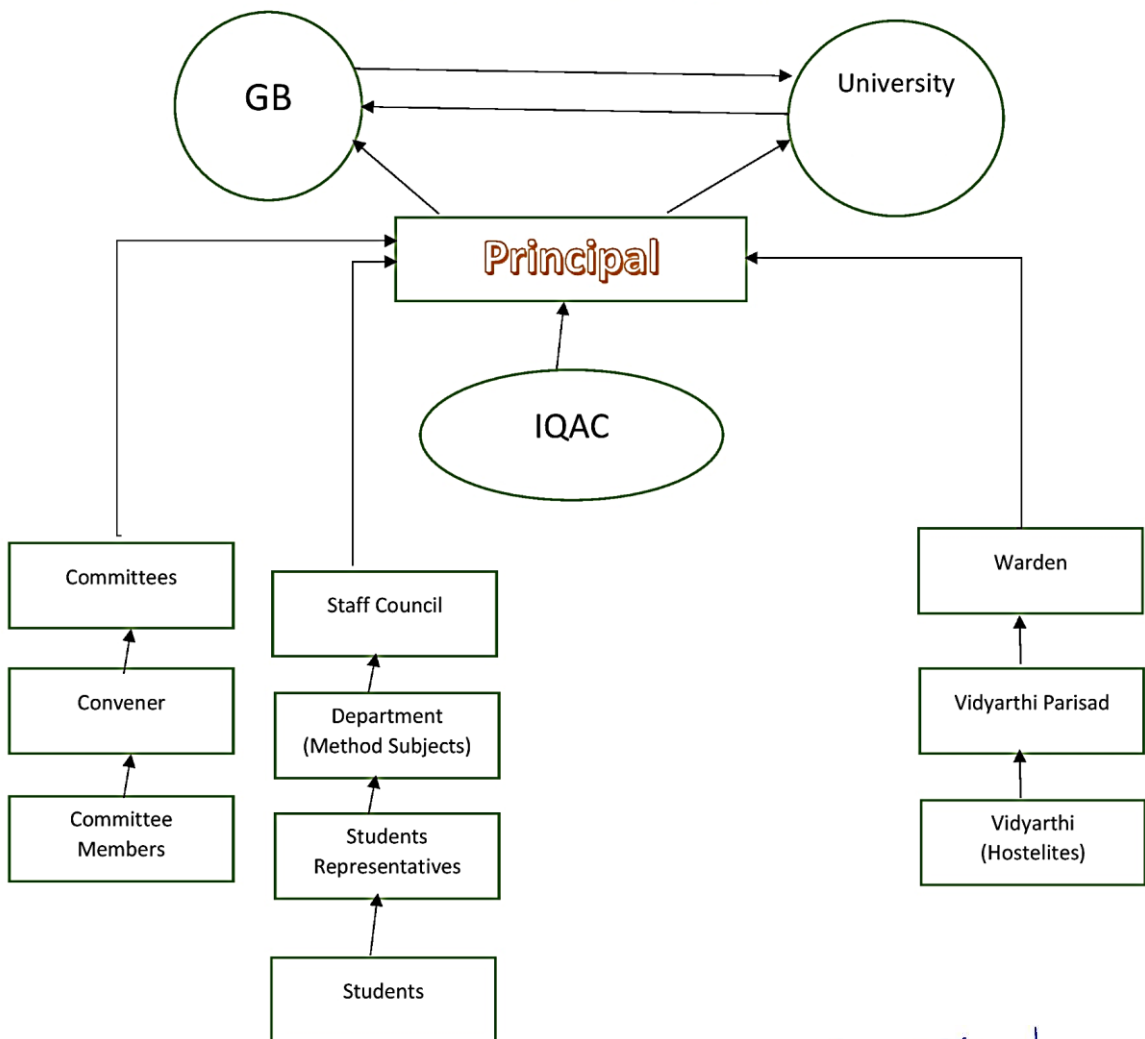 GB
University
Principal
IQAC
Committees
Staff Council
Warden
Convener
Department
(Method Subjects)
Vidyarthi Parisad
Committee
Members
Students
Representatives
Vidyarthi
(Hostelites)
Students